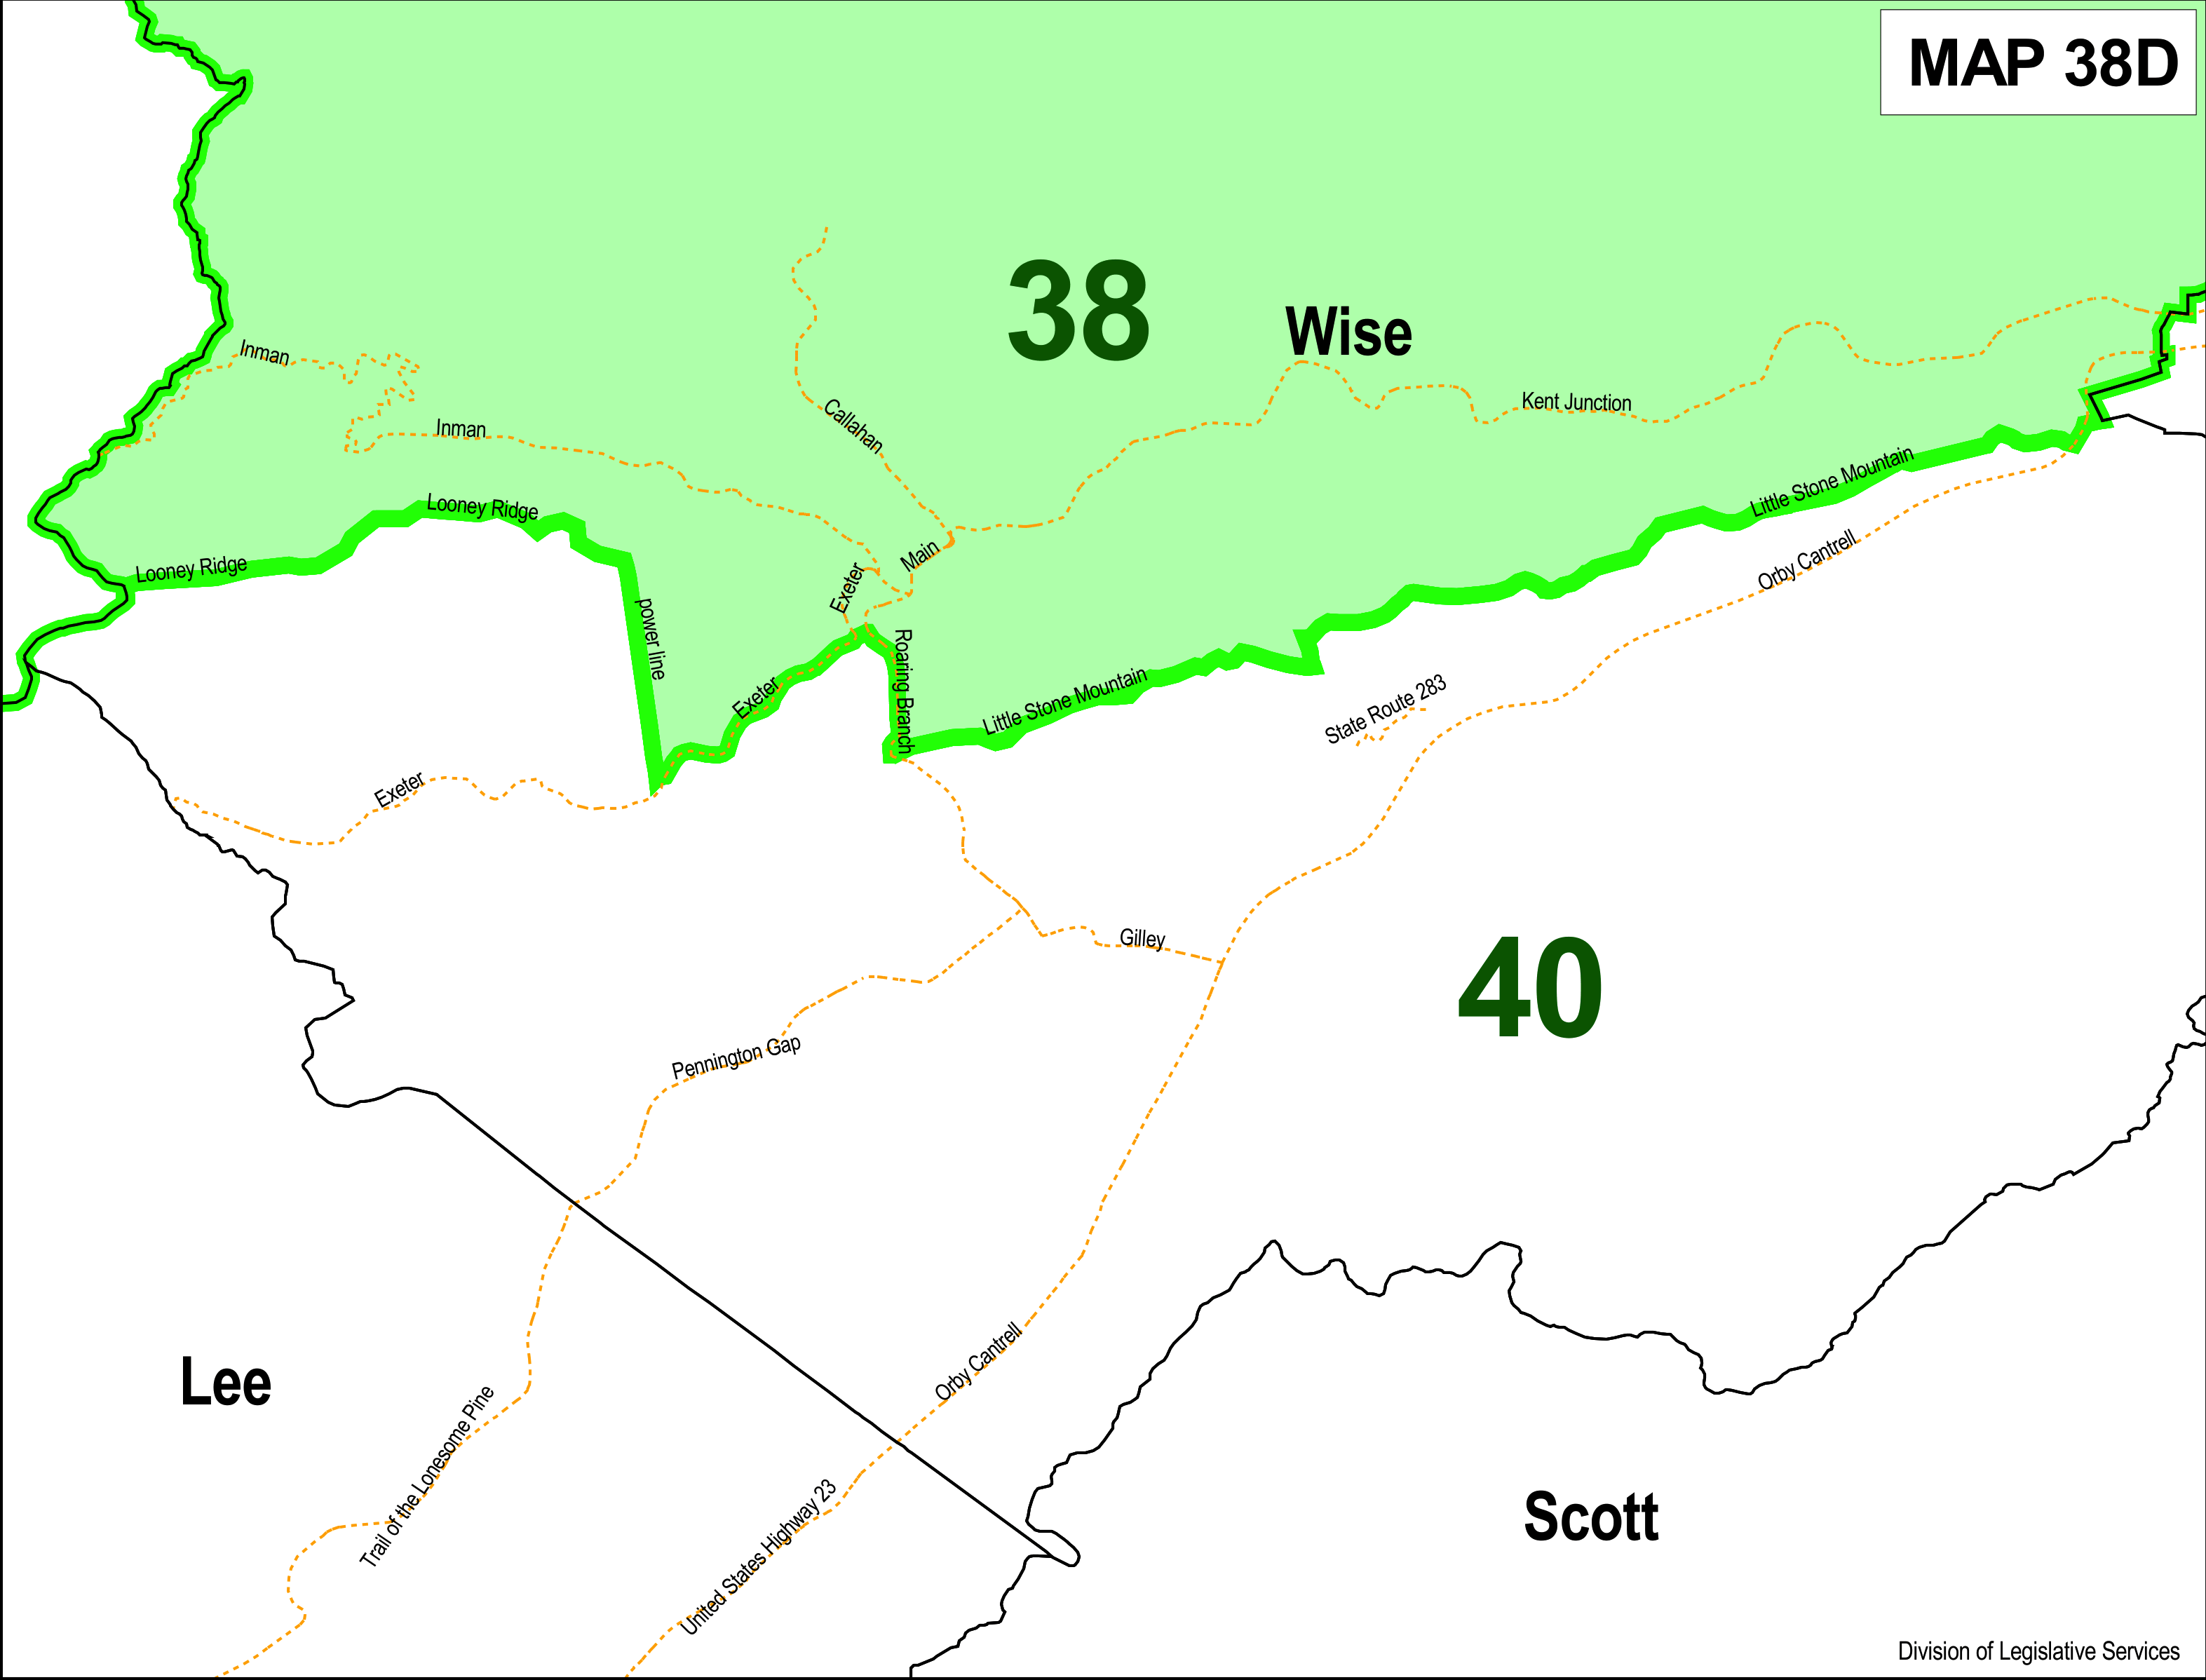 MAP 38D
38
Wise
Inman
Callahan
Kent Junction
Inman
Looney Ridge
Little Stone Mountain
Main
Looney Ridge
Exeter
Orby Cantrell
power line
Roaring Branch
Exeter
Little Stone Mountain
State Route 283
Exeter
Gilley
40
Pennington Gap
Orby Cantrell
Lee
Trail of the Lonesome Pine
United States Highway 23
Scott
Division of Legislative Services